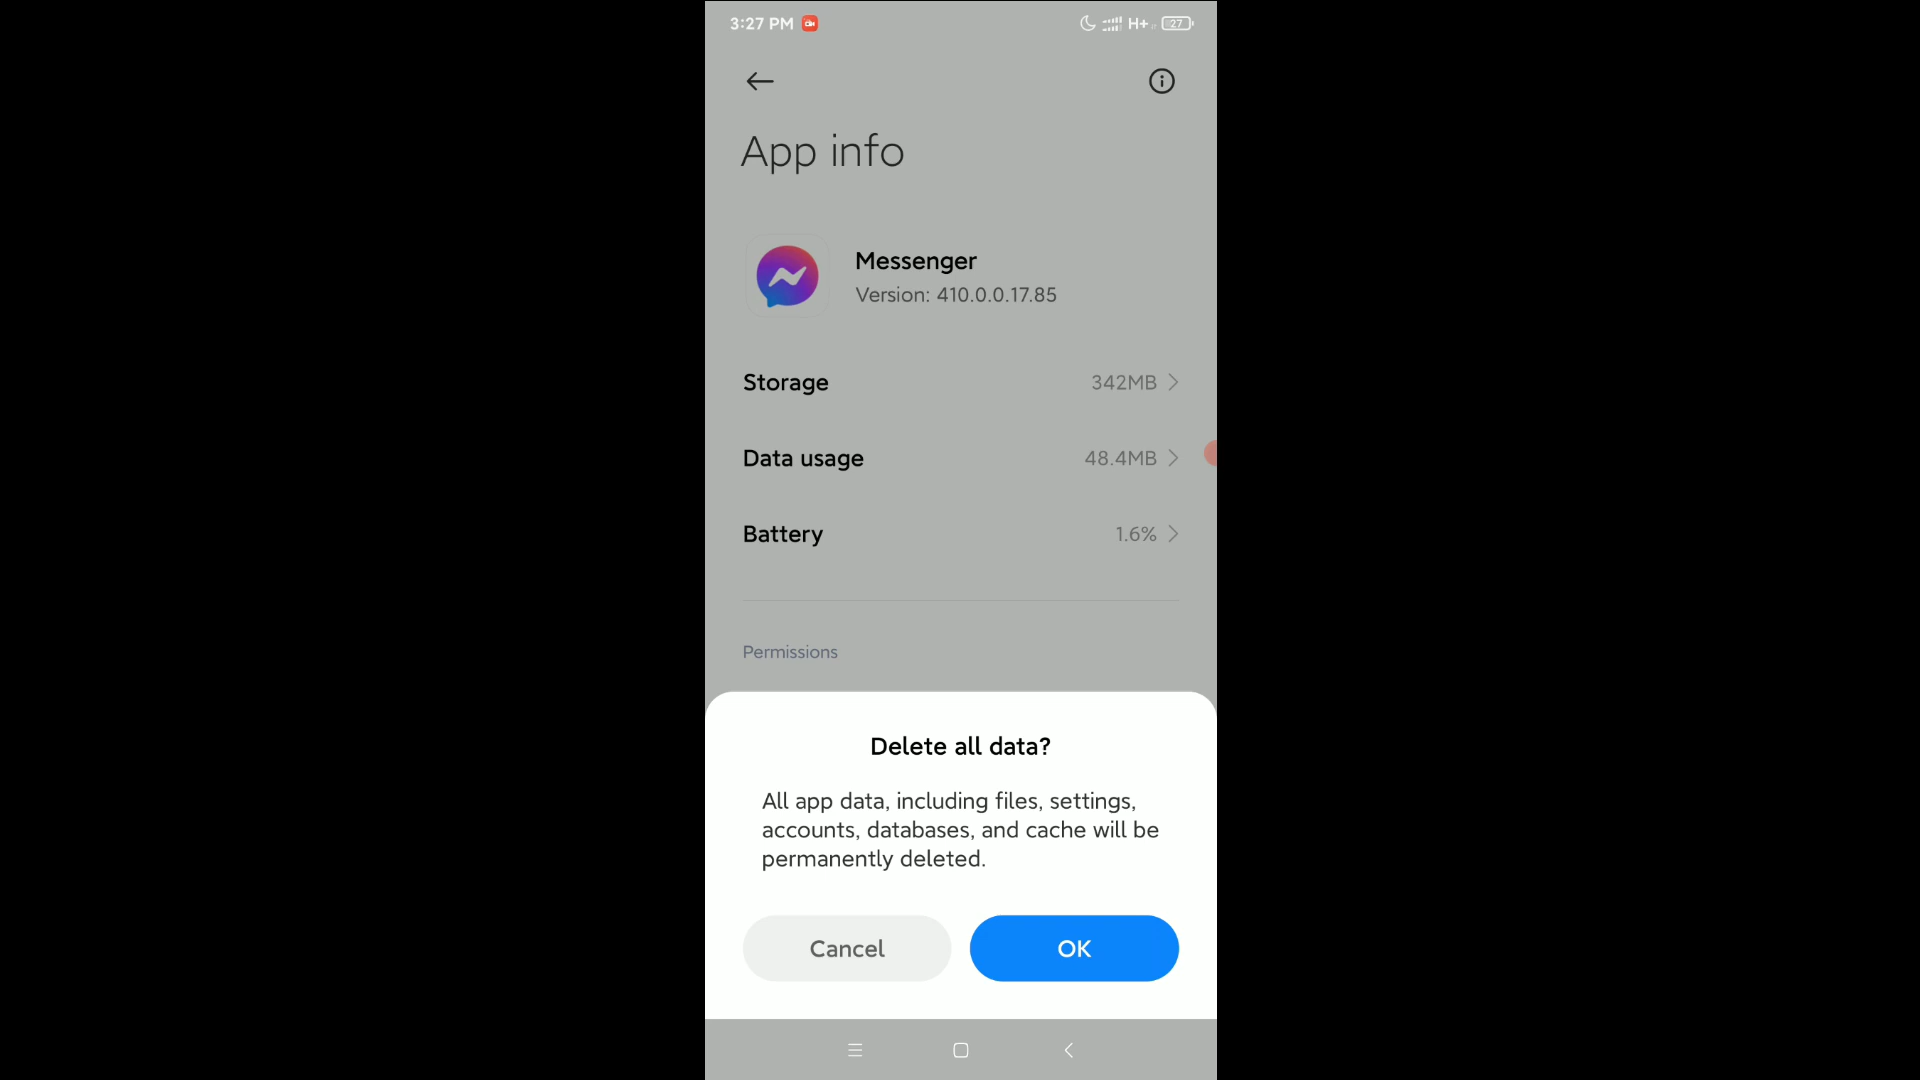 3:27 PM H+ 27
App info
Messenger
Version: 410.0.0.17.85
Storage 342MB
Data usage 48.4MB
Battery 1.6%
Permissions
Delete all data?
All app data, including files, settings,
accounts, databases, and cache will be
permanently deleted.
Cancel OK